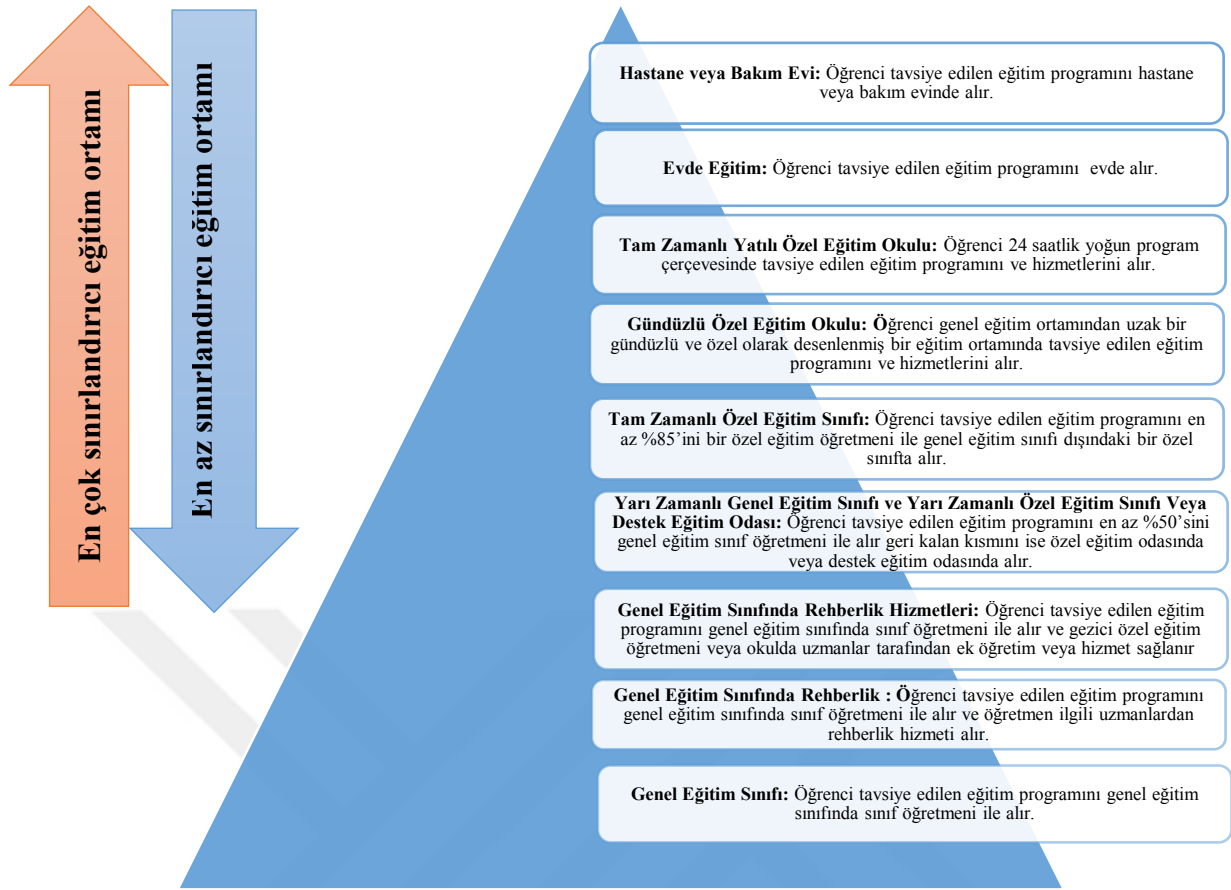 En çok sınırlandırıcı eğitim ortamı
En az sınırlandırıcı eğitim ortamı
Hastane veya Bakım Evi: Öğrenci tavsiye edilen eğitim programını hastane
veya bakım evinde alır.
Evde Eğitim: Öğrenci tavsiye edilen eğitim programını evde alır.
Tam Zamanlı Yatılı Özel Eğitim Okulu: Öğrenci 24 saatlik yoğun program
çerçevesinde tavsiye edilen eğitim programını ve hizmetlerini alır.
Gündüzlü Özel Eğitim Okulu: Öğrenci genel eğitim ortamından uzak bir
gündüzlü ve özel olarak desenlenmiş bir eğitim ortamında tavsiye edilen eğitim
programını ve hizmetlerini alır.
Tam Zamanlı Özel Eğitim Sınıfı: Öğrenci tavsiye edilen eğitim programını en
az %85’ini bir özel eğitim öğretmeni ile genel eğitim sınıfı dışındaki bir özel
sınıfta alır.
Yarı Zamanlı Genel Eğitim Sınıfı ve Yarı Zamanlı Özel Eğitim Sınıfı Veya
Destek Eğitim Odası: Öğrenci tavsiye edilen eğitim programını en az %50’sini
genel eğitim sınıf öğretmeni ile alır geri kalan kısmını ise özel eğitim odasında
veya destek eğitim odasında alır.
Genel Eğitim Sınıfında Rehberlik Hizmetleri: Öğrenci tavsiye edilen eğitim
programını genel eğitim sınıfında sınıf öğretmeni ile alır ve gezici özel eğitim
öğretmeni veya okulda uzmanlar tarafından ek öğretim veya hizmet sağlanır
Genel Eğitim Sınıfında Rehberlik : Öğrenci tavsiye edilen eğitim programını
genel eğitim sınıfında sınıf öğretmeni ile alır ve öğretmen ilgili uzmanlardan
rehberlik hizmeti alır.
Genel Eğitim Sınıfı: Öğrenci tavsiye edilen eğitim programını genel eğitim
sınıfında sınıf öğretmeni ile alır.